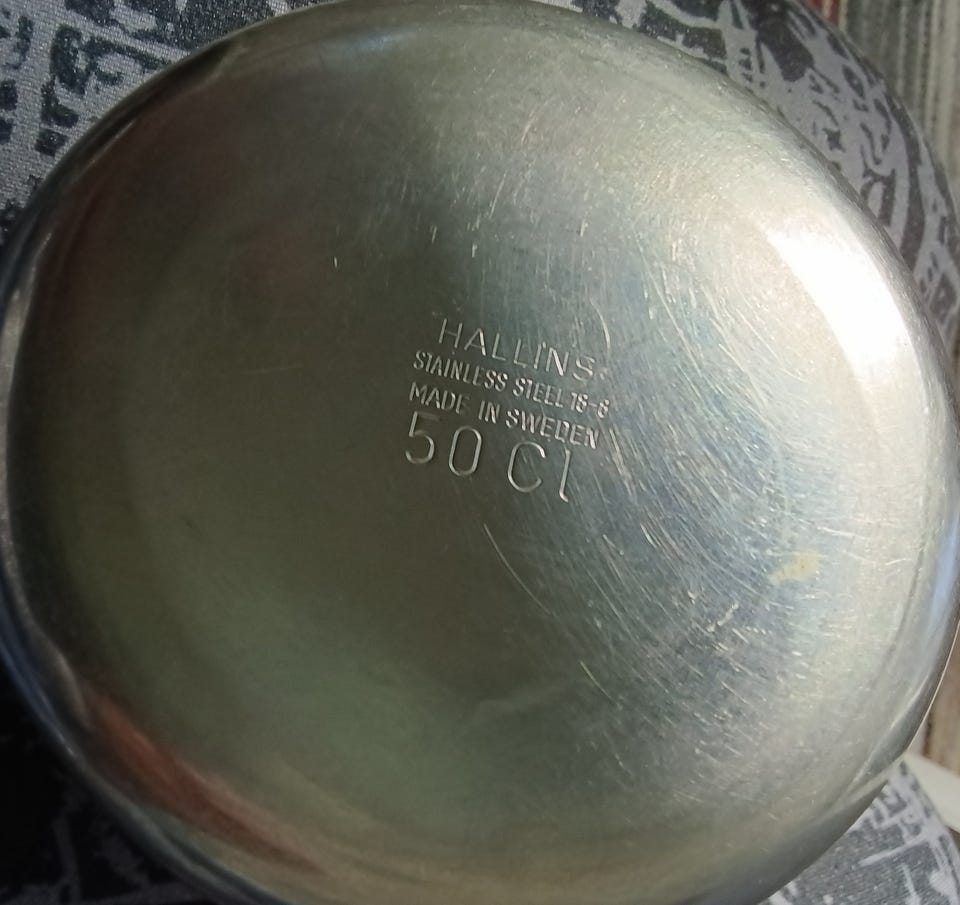 HALLINS
STAINLESS STEEL 18-8
MADE IN SWEDEN
50 Cl